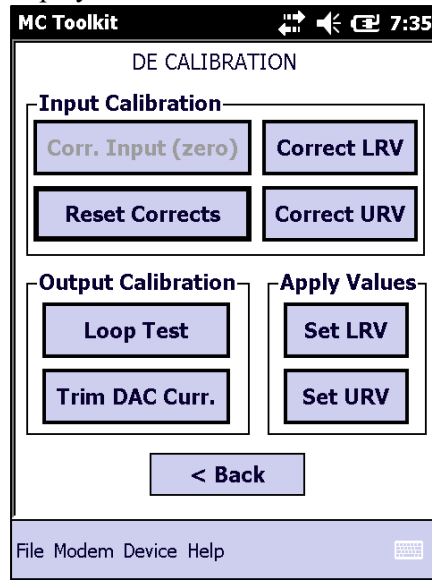 MC Toolkit 7:35
DE CALIBRATION
Input Calibration
Corr. Input (zero) Correct LRV
Reset Corrects Correct URV
Output Calibration Apply Values
Loop Test Set LRV
Trim DAC Curr. Set URV
< Back
File Modem Device Help